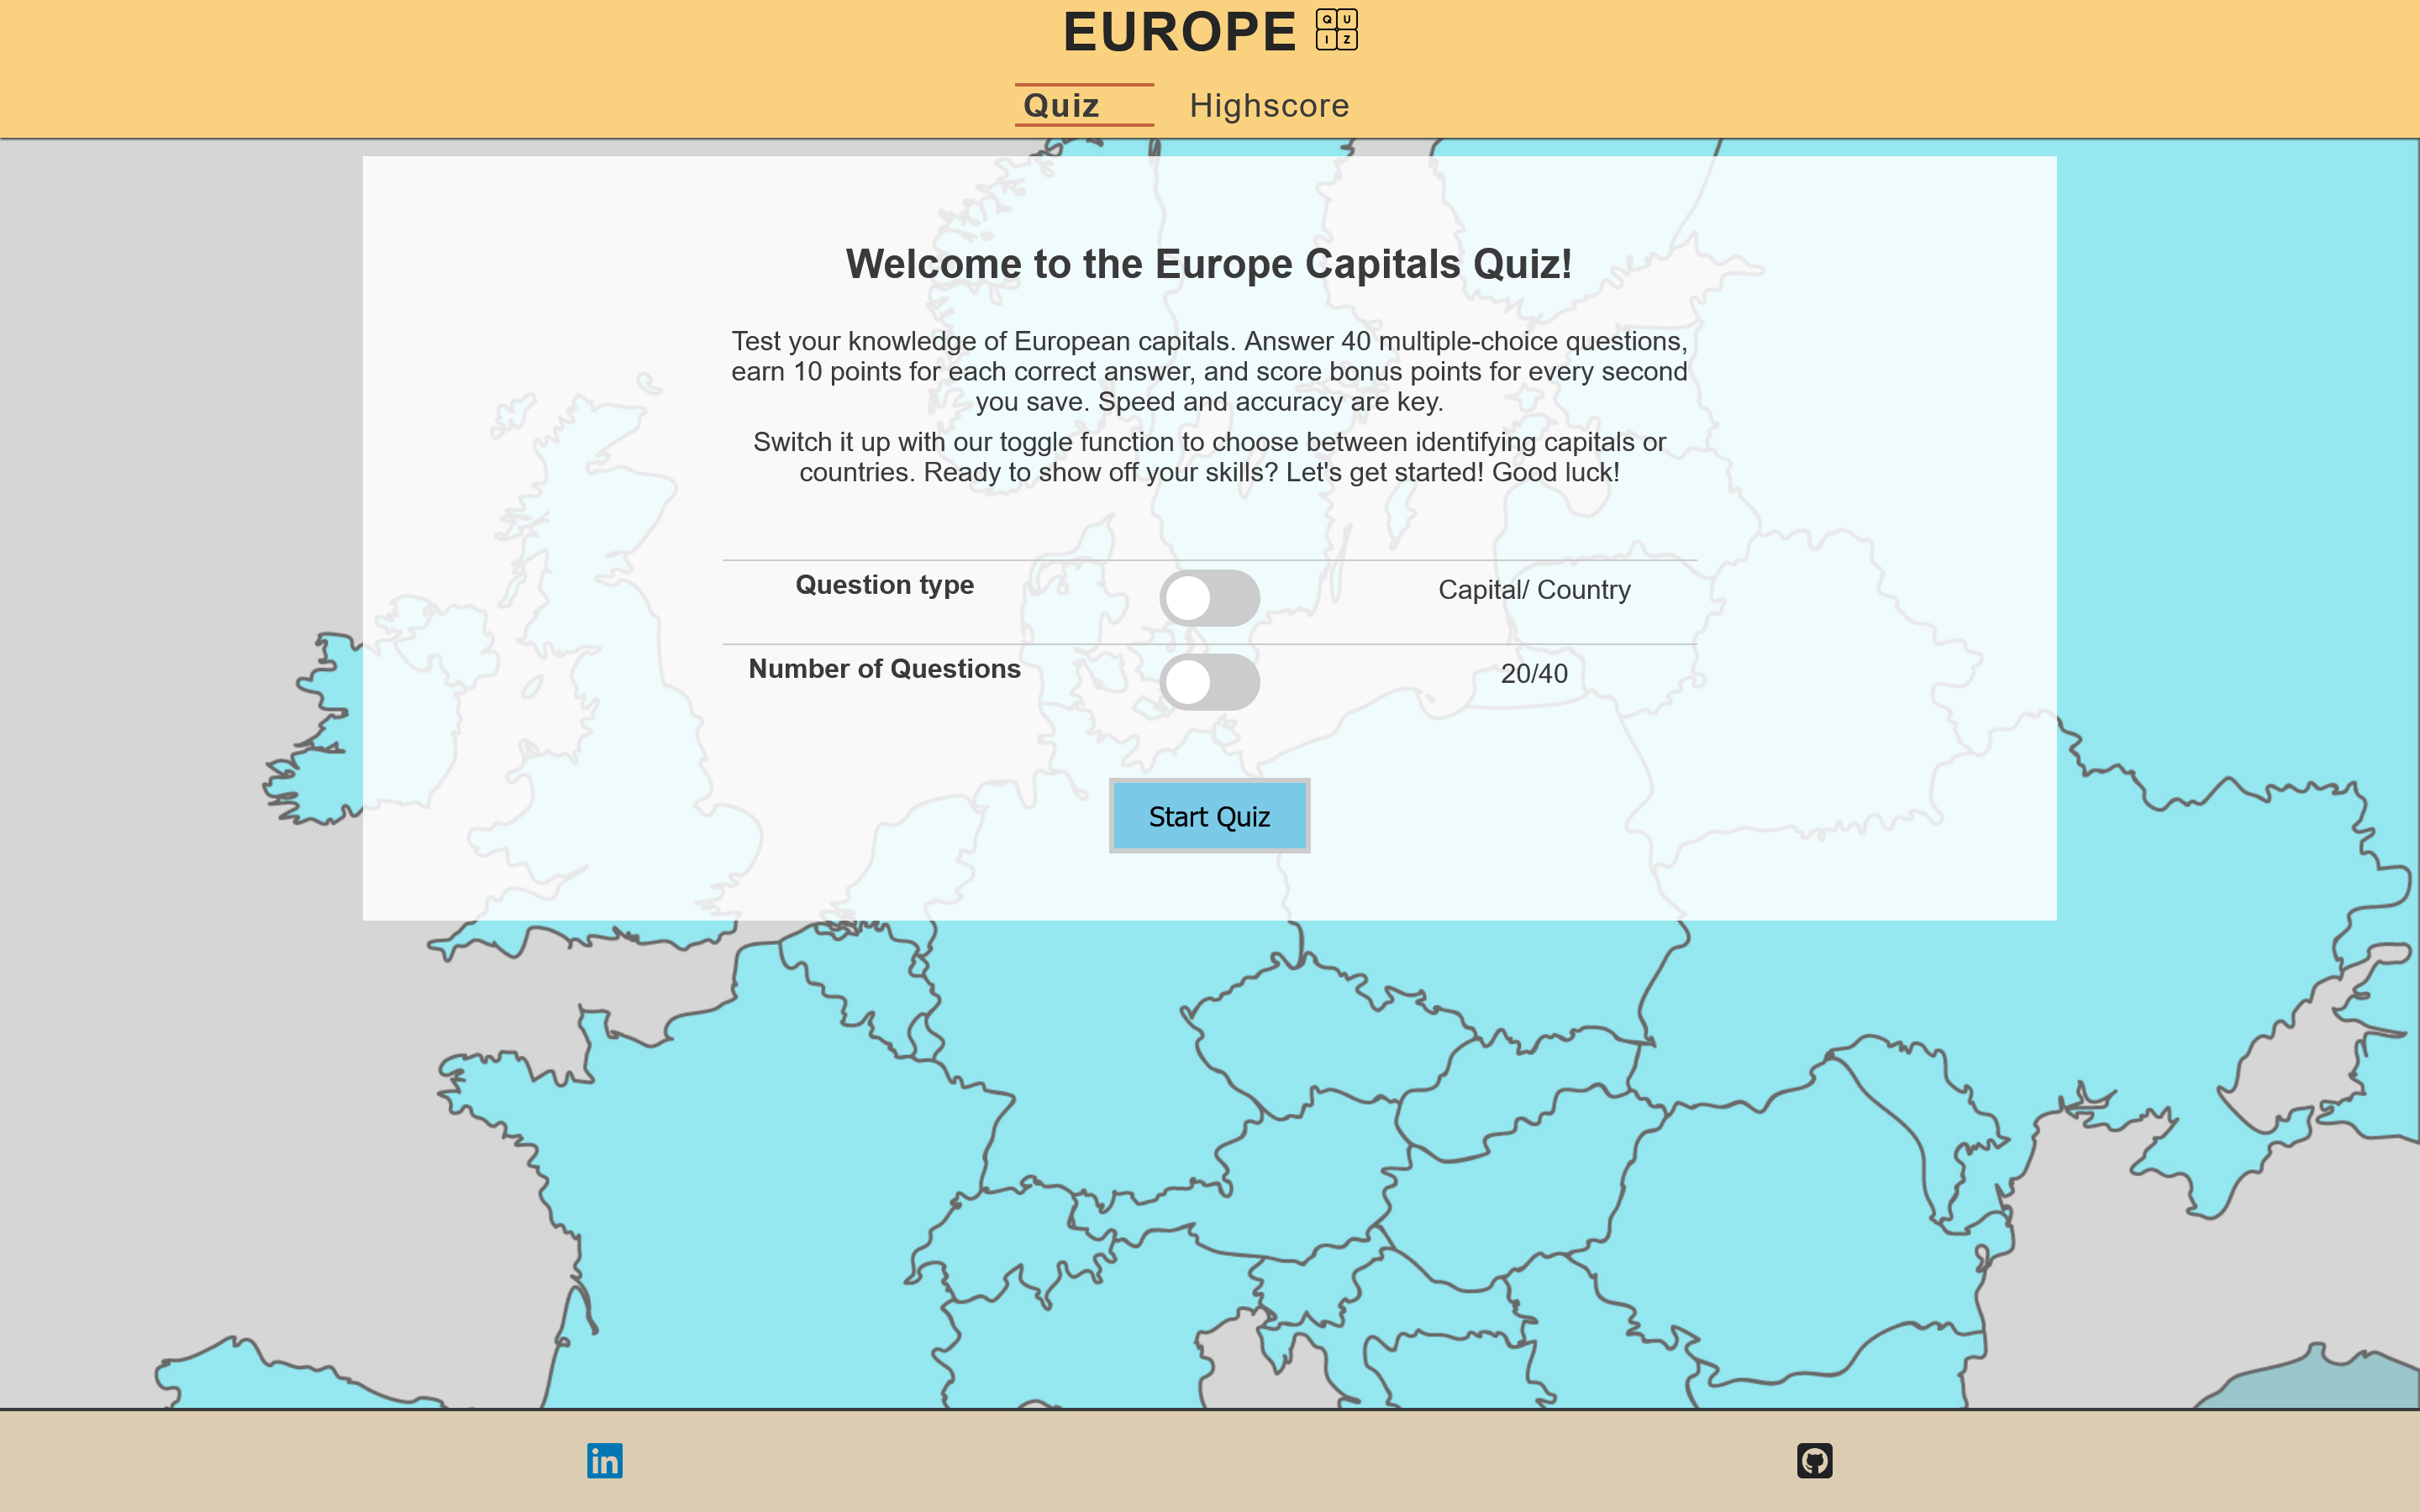 EUROPE QU
IZ
Quiz Highscore
Welcome to the Europe Capitals Quiz!
Test your knowledge of European capitals. Answer 40 multiple-choice questions,
earn 10 points for each correct answer, and score bonus points for every second
you save. Speed and accuracy are key.
Switch it up with our toggle function to choose between identifying capitals or
countries. Ready to show off your skills? Let's get started! Good luck!
Question type Capital/ Country
Number of Questions 20/40
Start Quiz
in